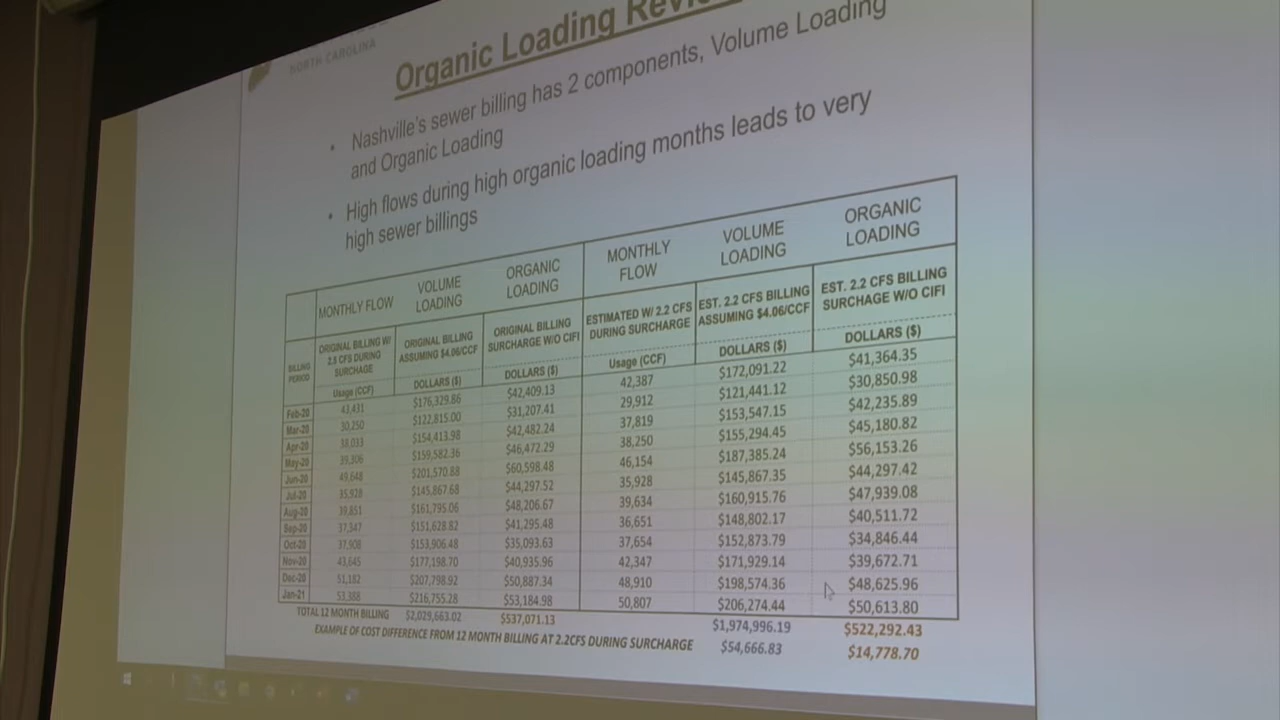 NORTH CAROLINA
Organic Loading
• Nashville's sewer billing has 2 components, Volume Loading
and Organic Loading
• High flows during high organic loading months leads to very
high sewer billings
MONTHLY FLOW VOLUME LOADING ORGANIC LOADING MONTHLY FLOW VOLUME LOADING ORGANIC LOADING
BILLING PERIOD ORIGINAL BILLING W/ 2.8 CFS DURING SURCHAGE ORIGINAL BILLING ASSUMING $4.06/CCF ORIGINAL BILLING SURCHAGE W/O CIFI ESTIMATED W/ 2.2 CFS DURING SURCHARGE EST. 2.2 CFS BILLING ASSUMING $4.06/CCF EST. 2.2 CFS BILLING SURCHAGE W/O CIFI
Usage (CCF) DOLLARS ($) DOLLARS ($) Usage (CCF) DOLLARS ($) DOLLARS ($)
Feb-20 43,431 $176,329.86 $42,409.13 42,387 $172,091.22 $41,364.35
Mar-20 30,250 $122,815.00 $31,207.41 29,912 $121,441.12 $30,850.98
Apr-20 38,033 $154,413.98 $42,482.24 37,819 $153,547.15 $42,235.89
May-20 39,306 $159,582.36 $46,472.29 38,250 $155,294.45 $45,180.82
Jun-20 49,648 $201,570.88 $60,598.48 46,154 $187,385.24 $56,153.26
Jul-20 35,928 $145,867.68 $44,297.52 35,928 $145,867.35 $44,297.42
Aug-20 39,851 $161,795.06 $48,206.67 39,634 $160,915.76 $47,939.08
Sep-20 37,347 $151,628.82 $41,295.48 36,651 $148,802.17 $40,511.72
Oct-20 37,908 $153,906.48 $35,093.63 37,654 $152,873.79 $34,846.44
Nov-20 43,645 $177,198.70 $40,935.96 42,347 $171,929.14 $39,672.71
Dec-20 51,182 $207,798.92 $50,887.34 48,910 $198,574.36 $48,625.96
Jan-21 53,388 $216,755.28 $53,184.98 50,807 $206,274.44 $50,613.80
TOTAL 12 MONTH BILLING $2,029,663.02 $537,071.13 $1,974,996.19 $522,292.43
EXAMPLE OF COST DIFFERENCE FROM 12 MONTH BILLING AT 2.2CFS DURING SURCHARGE $54,666.83 $14,778.70